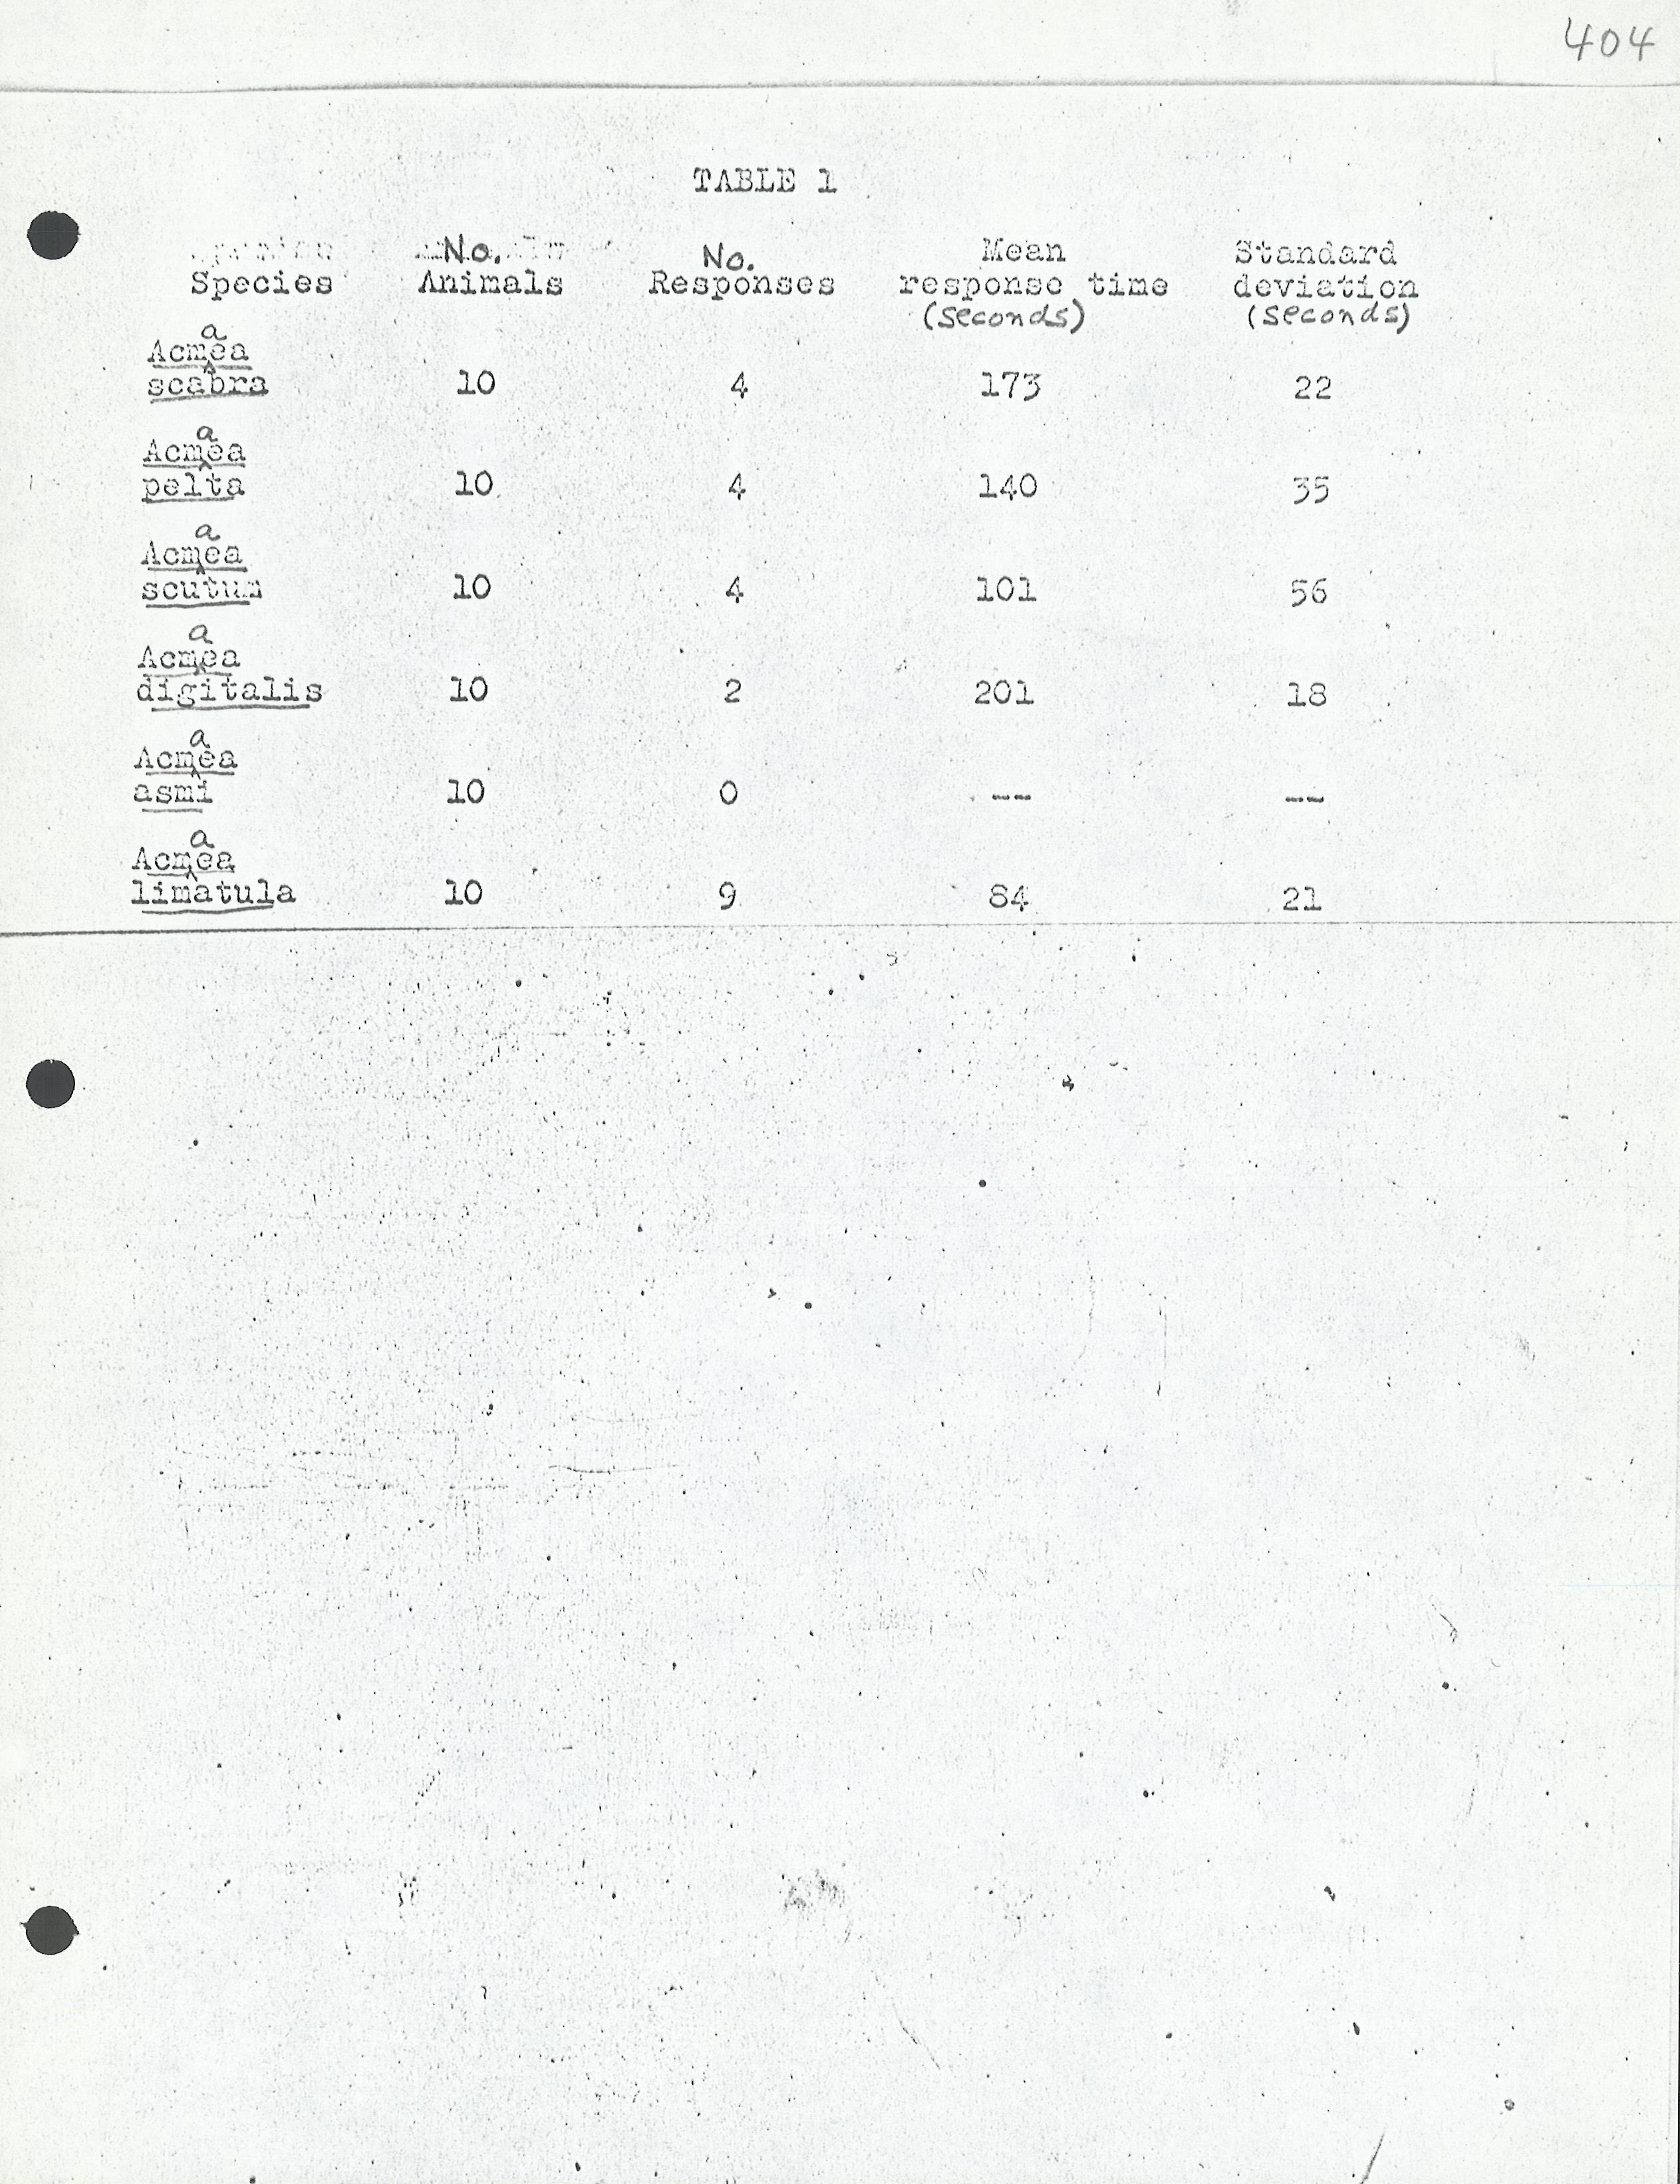 404
TABLE 1
No. No. Mean Standard
Species Animals Responses response time deviation
(seconds) (seconds)
Acmaea
scabra 10 4 173 22
Acmaea
pelta 10 4 140 35
Acmaea
scutum 10 4 101 56
Acmaea
digitalis 10 2 201 18
Acmaea
asmi 10 0 -- --
Acmaea
limatula 10 9 84 21